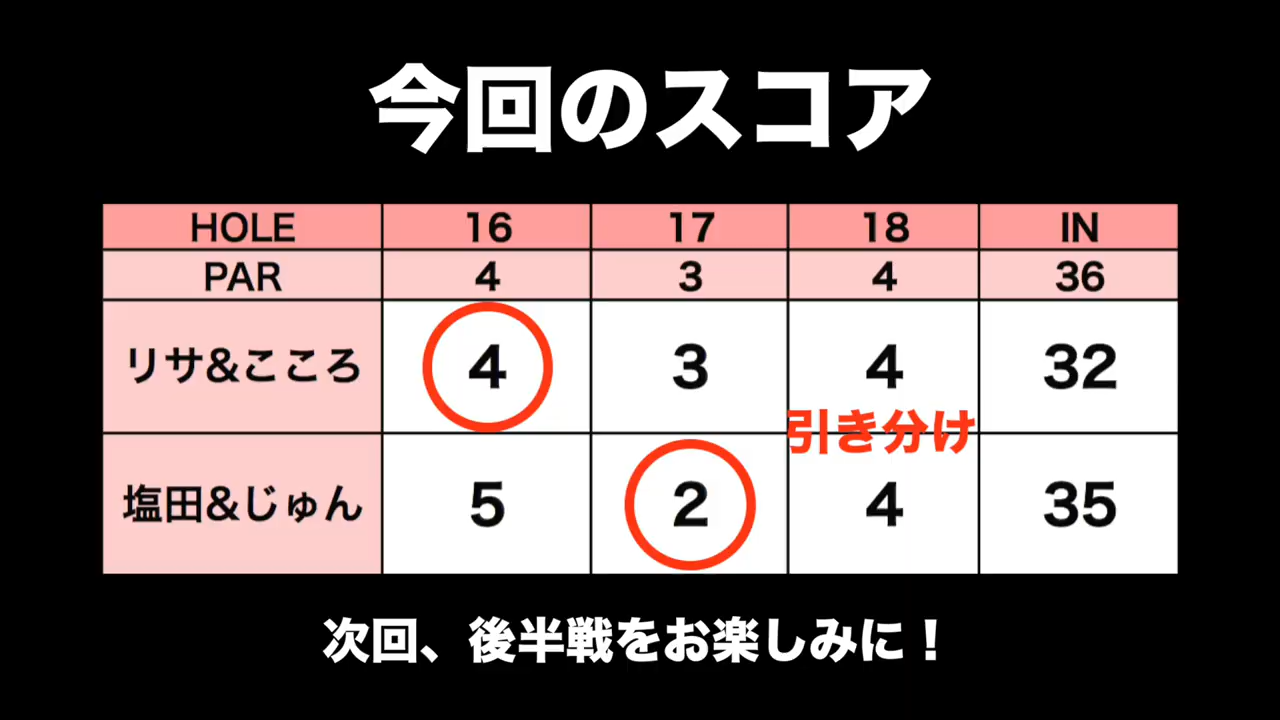 今回のスコア
HOLE 16 17 18 IN
PAR 4 3 4 36
リサ&こころ 4 3 4 32
引き分け
塩田&じゅん 5 2 4 35
次回、後半戦をお楽しみに！